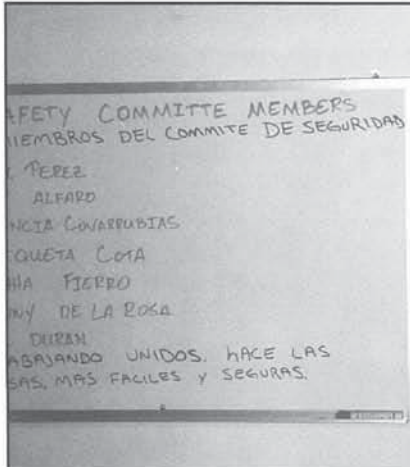 AFETY COMMITTE MEMBERS
IEMBROS DEL COMMITE DE SEGURIDAD
PEREZ
ALFARO
NCIA COVARRUBIAS
QUETA COTA
HA FIERRO
NY DE LA ROSA
DURAN
ABAJANDO UNIDOS. HACE LAS
SAS, MAS FACILES Y SEGURAS.